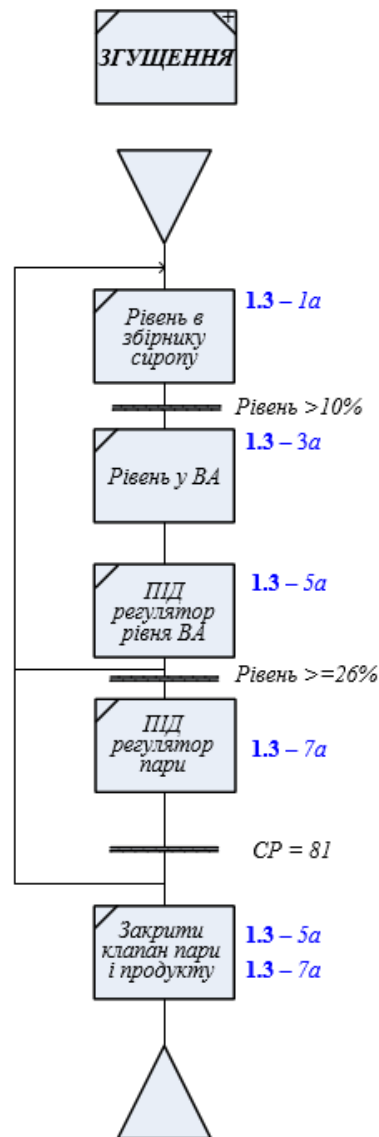 ЗГУЩЕННЯ
Рівень в
збірнику
сиропу
1.3 – 1а
Рівень >10%
Рівень у ВА
1.3 – 3а
ПІД
регулятор
рівня ВА
1.3 – 5а
Рівень >=26%
ПІД
регулятор
пари
1.3 – 7а
СР = 81
Закрити
клапан пари
і продукту
1.3 – 5а
1.3 – 7а